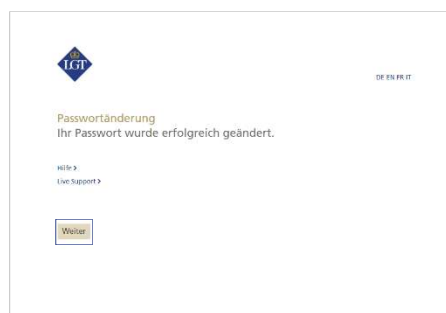 LGT
DE EN FR IT
Passwortänderung
Ihr Passwort wurde erfolgreich geändert.
Hilfe >
Live Support >
Weiter